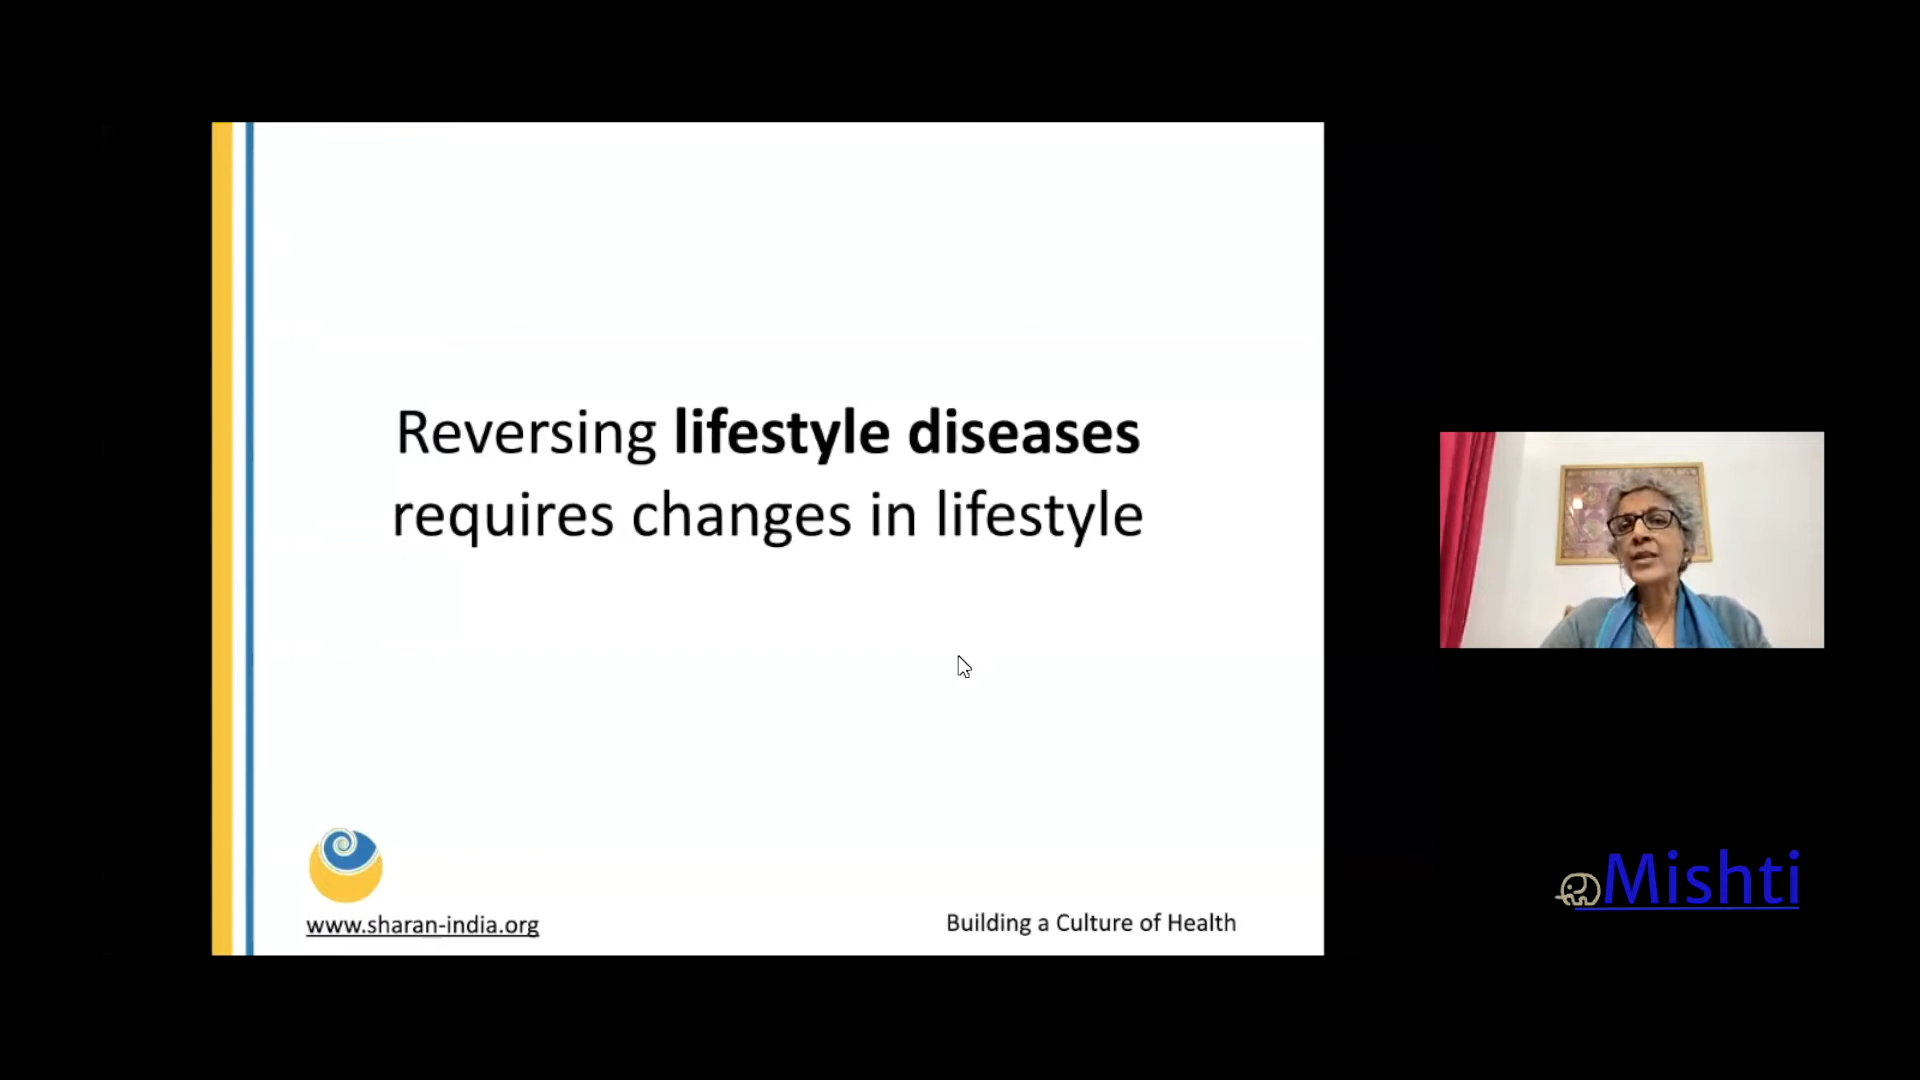 Reversing lifestyle diseases
requires changes in lifestyle
www.sharan-india.org
Building a Culture of Health
Mishti